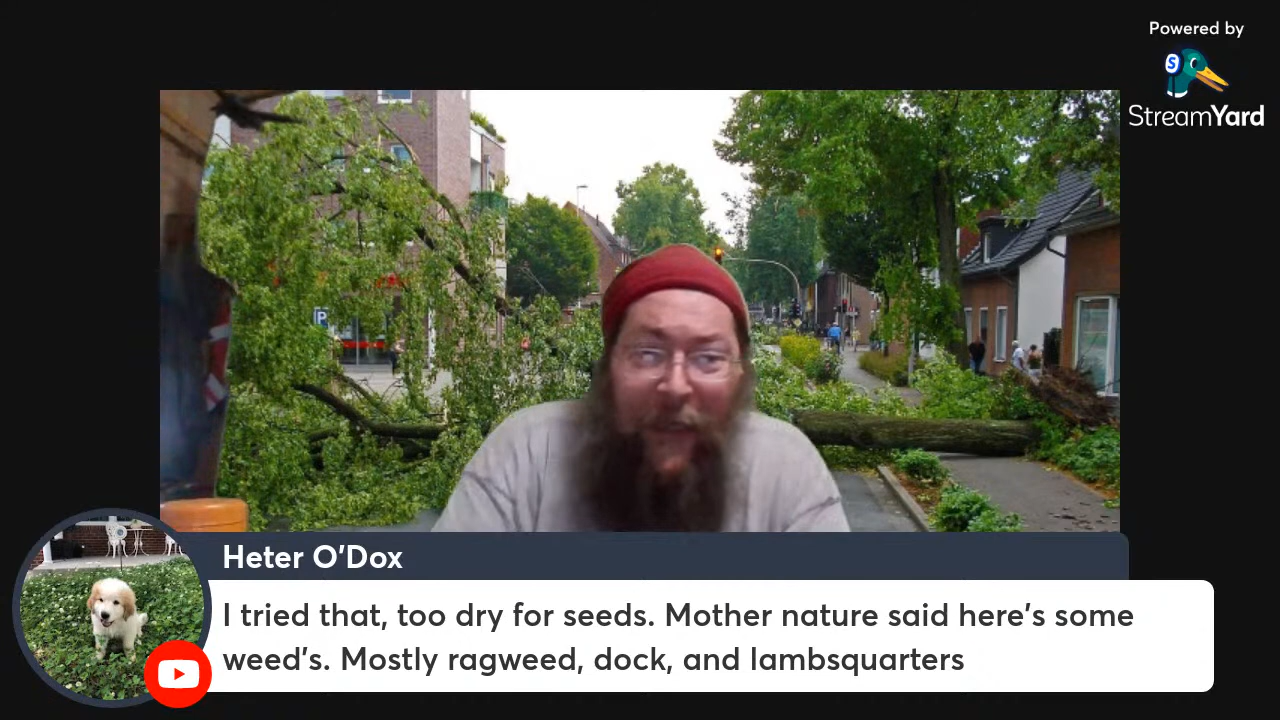 Powered by
S
StreamYard
P
Heter O'Dox
I tried that, too dry for seeds. Mother nature said here's some
weed's. Mostly ragweed, dock, and lambsquarters